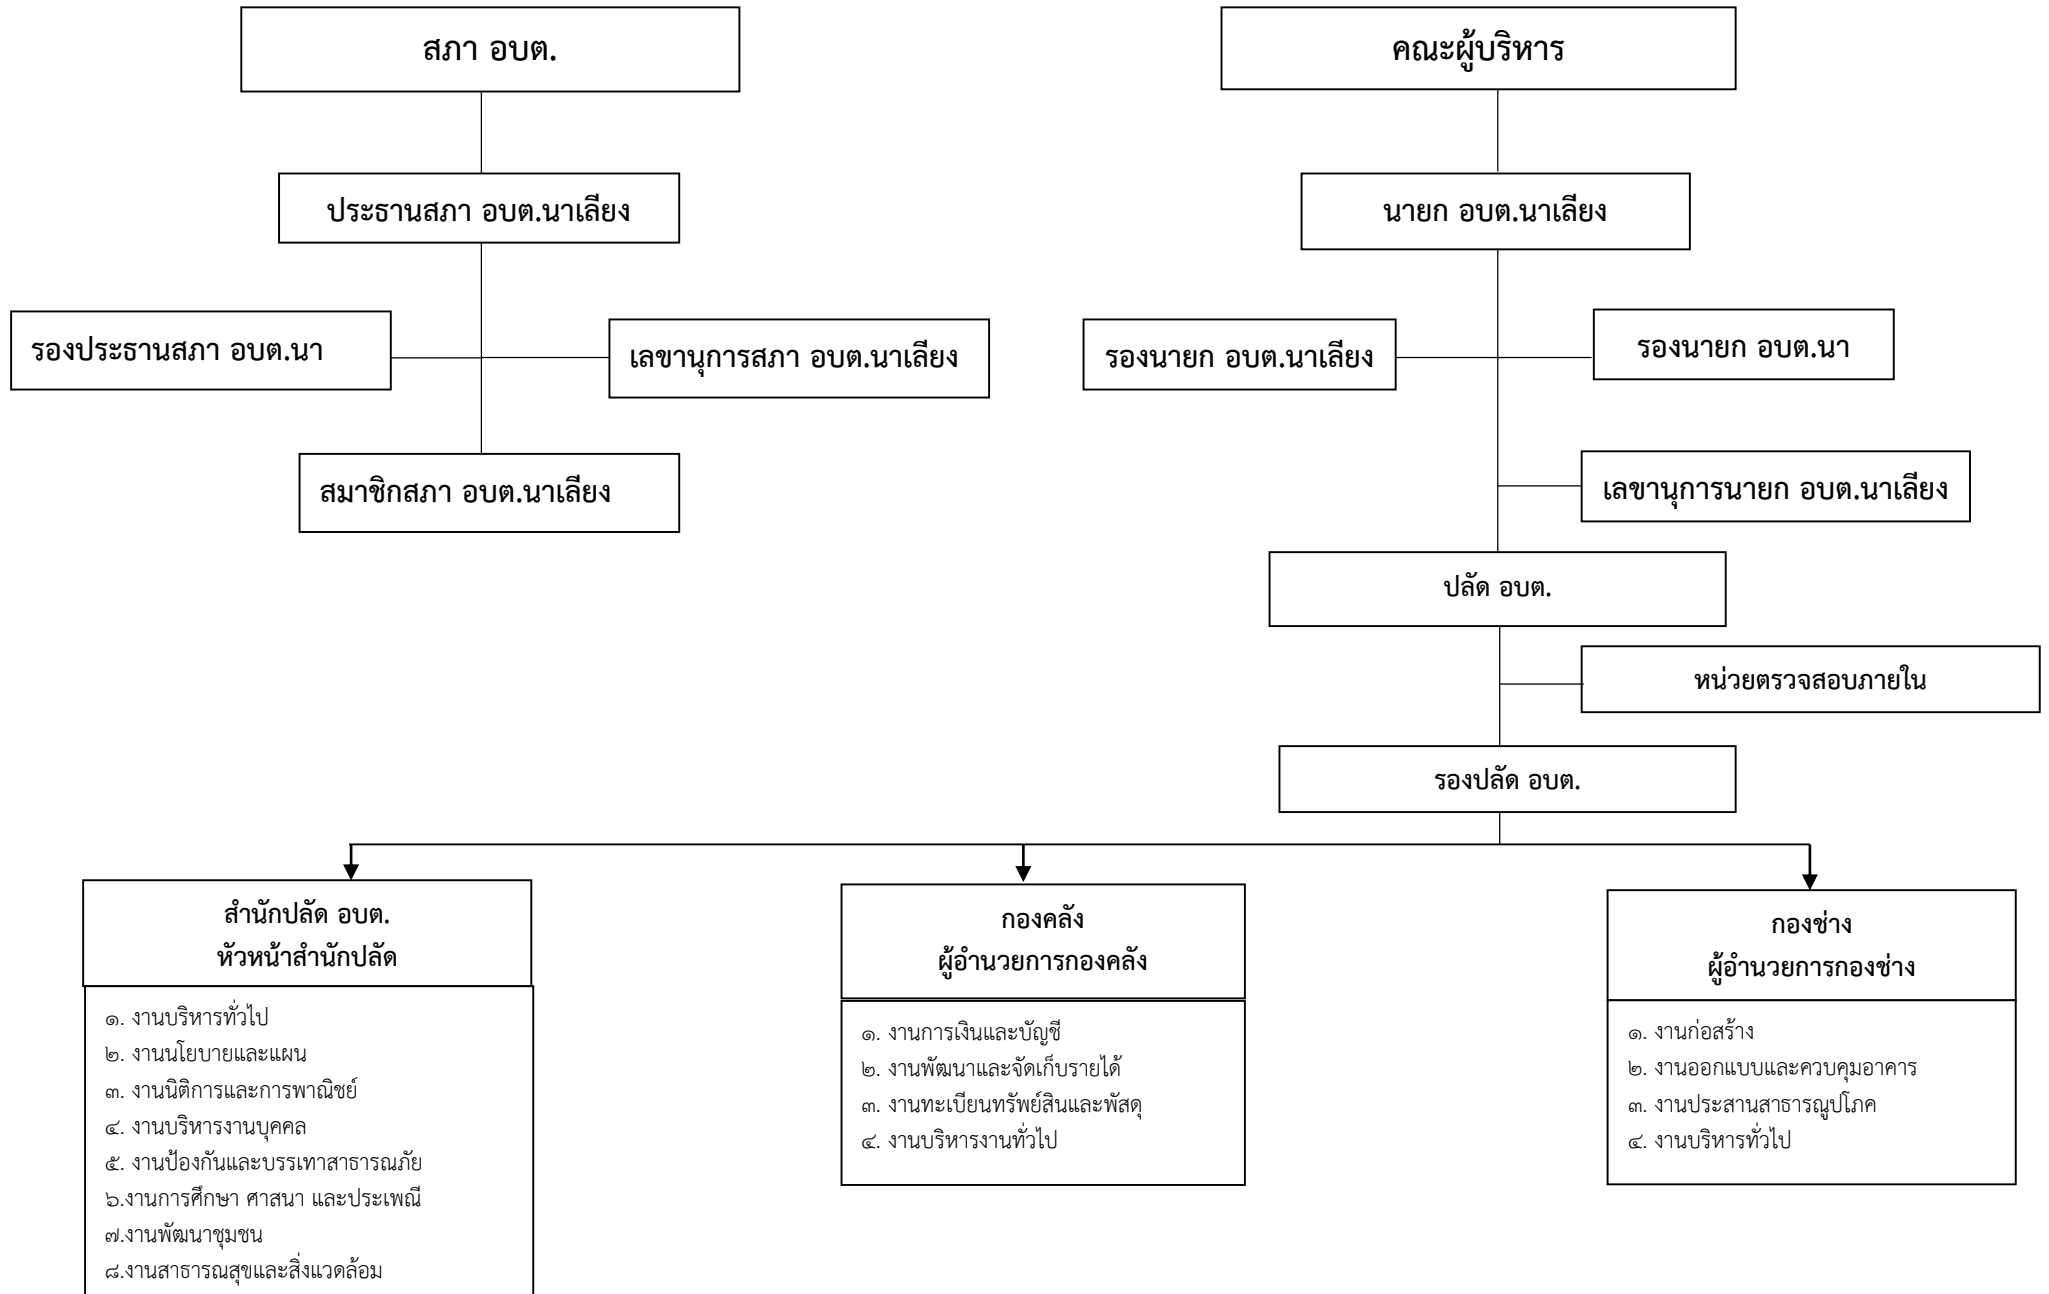 สภา อบต.
คณะผู้บริหาร
ประธานสภา อบต.นาเลียง
นายก อบต.นาเลียง
รองประธานสภา อบต.นา
เลขานุการสภา อบต.นาเลียง
รองนายก อบต.นาเลียง
รองนายก อบต.นา
สมาชิกสภา อบต.นาเลียง
เลขานุการนายก อบต.นาเลียง
ปลัด อบต.
หน่วยตรวจสอบภายใน
รองปลัด อบต.
สำนักปลัด อบต.
หัวหน้าสำนักปลัด
๑. งานบริหารทั่วไป
๒. งานนโยบายและแผน
๓. งานนิติการและการพาณิชย์
๔. งานบริหารงานบุคคล
๕. งานป้องกันและบรรเทาสาธารณภัย
๖.งานการศึกษา ศาสนา และประเพณี
๗.งานพัฒนาชุมชน
๘.งานสาธารณสุขและสิ่งแวดล้อม
กองคลัง
ผู้อำนวยการกองคลัง
๑. งานการเงินและบัญชี
๒. งานพัฒนาและจัดเก็บรายได้
๓. งานทะเบียนทรัพย์สินและพัสดุ
๔. งานบริหารงานทั่วไป
กองช่าง
ผู้อำนวยการกองช่าง
๑. งานก่อสร้าง
๒. งานออกแบบและควบคุมอาคาร
๓. งานประสานสาธารณูปโภค
๔. งานบริหารทั่วไป